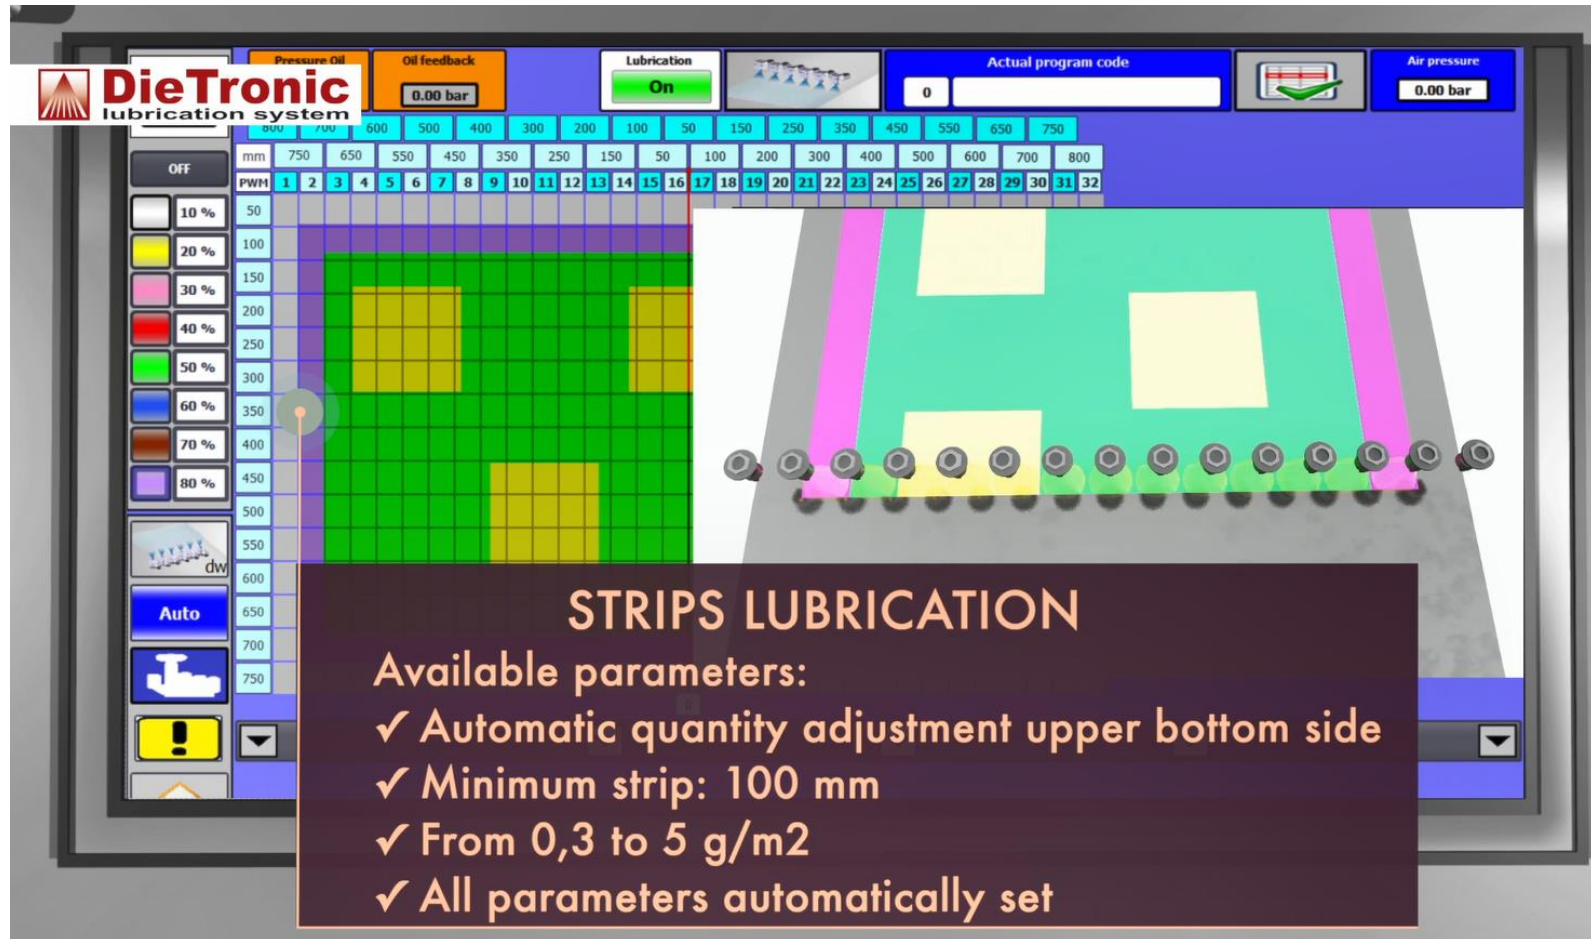 DieTronic
lubrication system
Pressure Oil
Oil feedback
0.00 bar
Lubrication
On
Actual program code
0
Air pressure
0.00 bar
800 700 600 500 400 300 200 100 50 150 250 350 450 550 650 750
mm 750 650 550 450 350 250 150 50 100 200 300 400 500 600 700 800
PWM 1 2 3 4 5 6 7 8 9 10 11 12 13 14 15 16 17 18 19 20 21 22 23 24 25 26 27 28 29 30 31 32
OFF
10 %
20 %
30 %
40 %
50 %
60 %
70 %
80 %
50
100
150
200
250
300
350
400
450
500
550
600
650
700
750
dw
Auto
STRIPS LUBRICATION
Available parameters:
✓ Automatic quantity adjustment upper bottom side
✓ Minimum strip: 100 mm
✓ From 0,3 to 5 g/m2
✓ All parameters automatically set